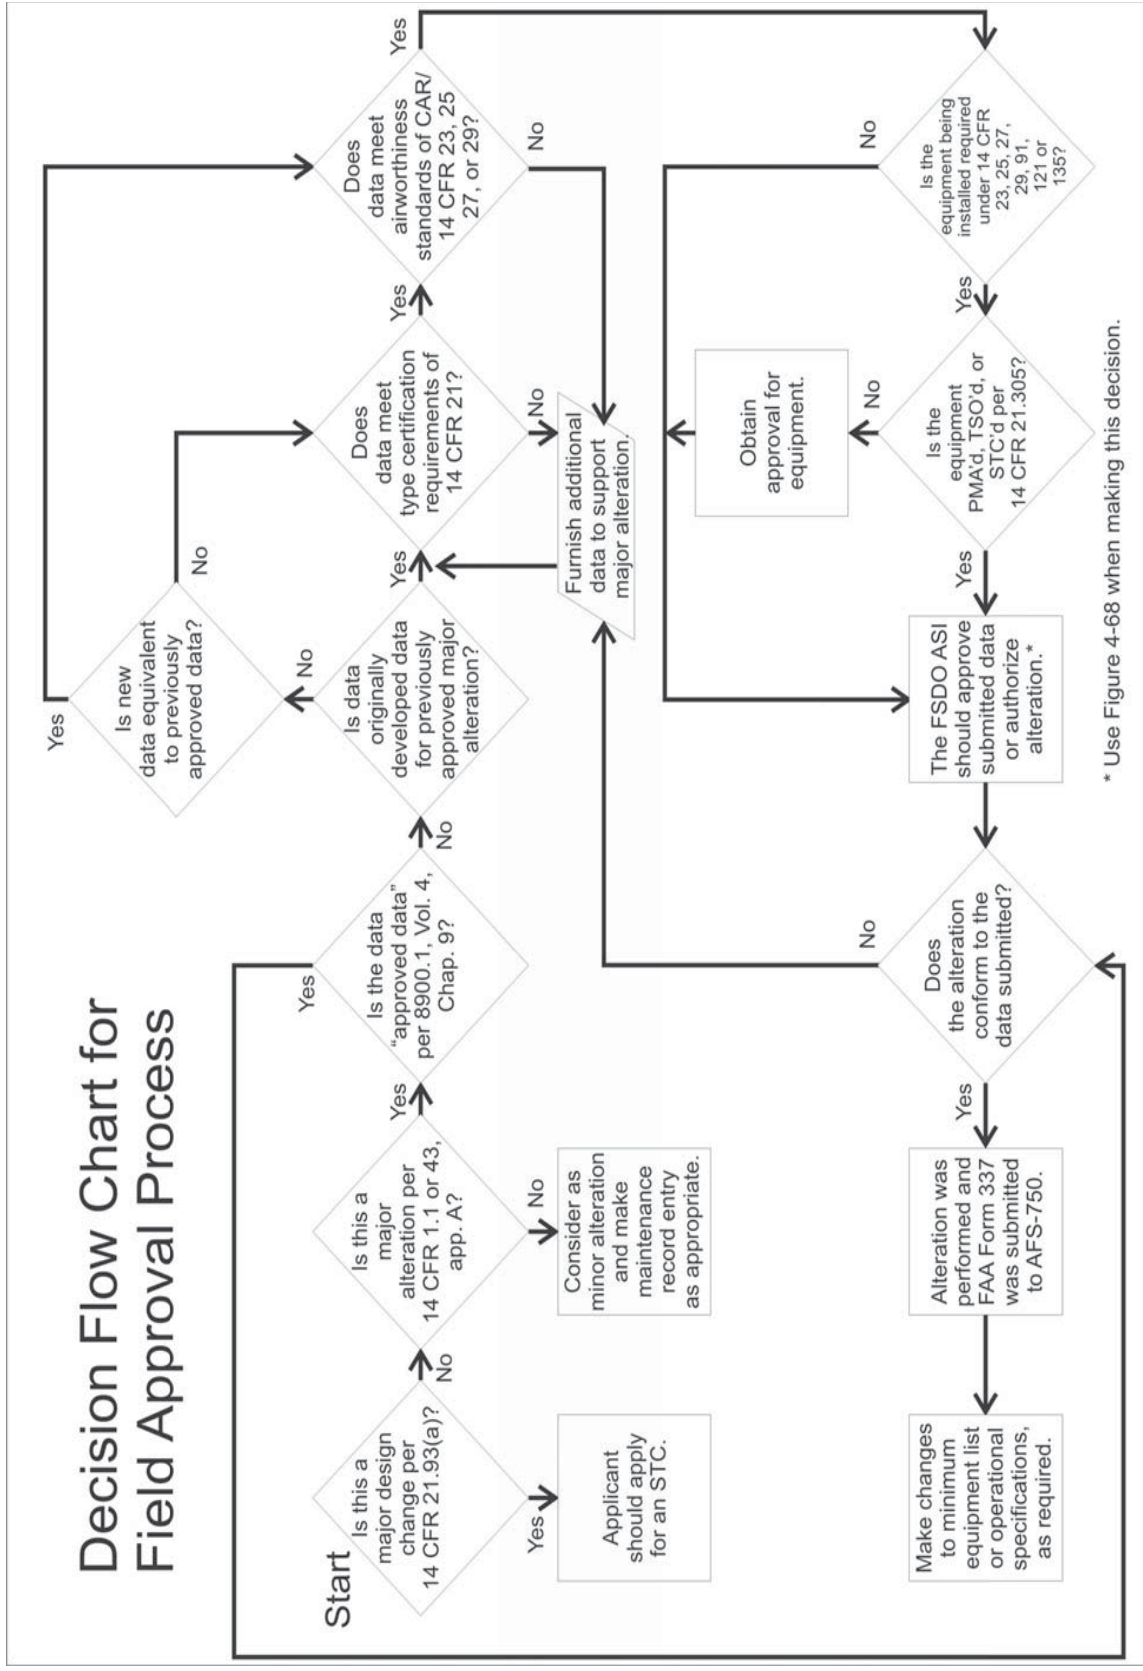 Decision Flow Chart for
Field Approval Process
Start
Is this a
major design
change per
14 CFR 21.93(a)?
Yes
No
Applicant
should apply
for an STC.
Is this a
major
alteration per
14 CFR 1.1 or 43,
app. A?
Yes
No
Consider as
minor alteration
and make
maintenance
record entry
as appropriate.
Is the data
“approved data”
per 8900.1, Vol. 4,
Chap. 9?
Yes
No
Is data
originally
developed data
for previously
approved major
alteration?
No
Yes
Is new
data equivalent
to previously
approved data?
Yes
No
Does
data meet
type certification
requirements of
14 CFR 21?
Yes
No
Does
data meet
airworthiness
standards of CAR/
14 CFR 23, 25
27, or 29?
Yes
No
Furnish additional
data to support
major alteration.
Is the
equipment being
installed required
under 14 CFR
23, 25, 27,
29, 91,
121 or
135?
No
Yes
Is the
equipment
PMA'd, TSO'd, or
STC'd per
14 CFR 21.305?
No
Yes
Obtain
approval for
equipment.
The FSDO ASI
should approve
submitted data
or authorize
alteration.*
Does
the alteration
conform to the
data submitted?
No
Yes
Alteration was
performed and
FAA Form 337
was submitted
to AFS-750.
Make changes
to minimum
equipment list
or operational
specifications,
as required.
* Use Figure 4-68 when making this decision.